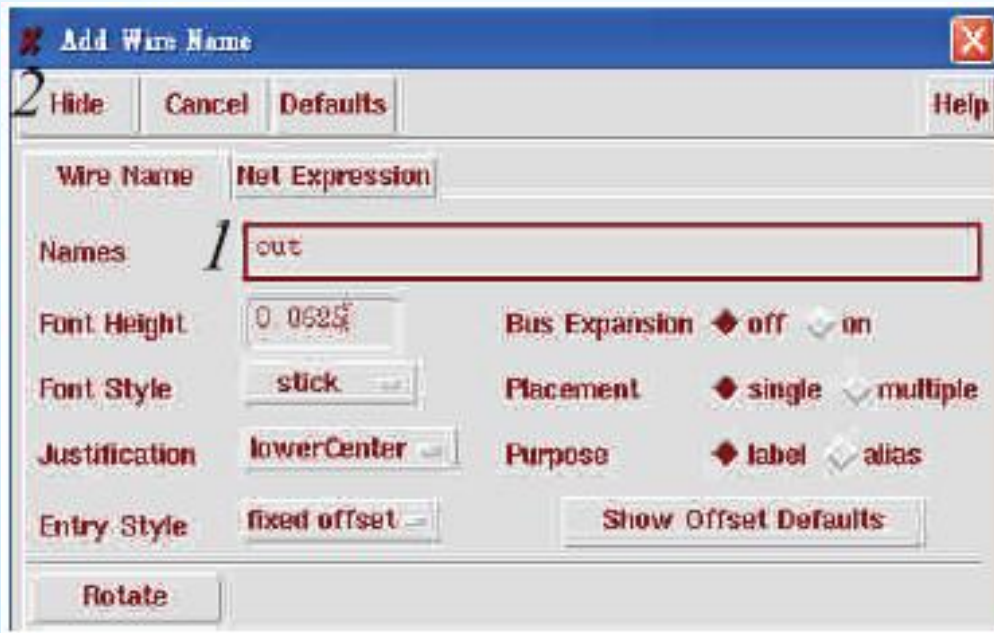 Add Wire Name
2 Hide Cancel Defaults Help
Wire Name Net Expression
Names 1 out
Font Height 0.0625 Bus Expansion off on
Font Style stick Placement single multiple
Justification lowerCenter Purpose label alias
Entry Style fixed offset Show Offset Defaults
Rotate